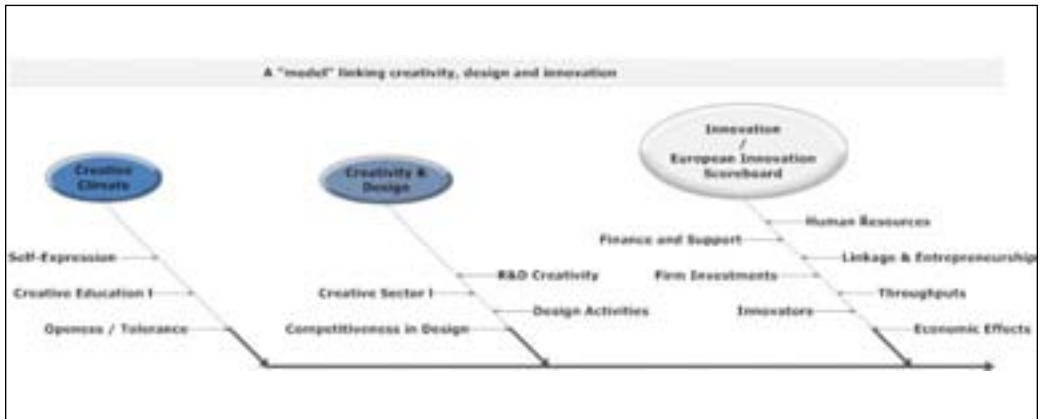 A "model" linking creativity, design and innovation
Creative
Climate
Creativity &
Design
Innovation
/
European Innovation
Scoreboard
Self-Expression
Creative Education I
Openess / Tolerance
R&D Creativity
Creative Sector I
Design Activities
Competitiveness in Design
Human Resources
Finance and Support
Linkage & Entrepreneurship
Firm Investments
Throughputs
Innovators
Economic Effects